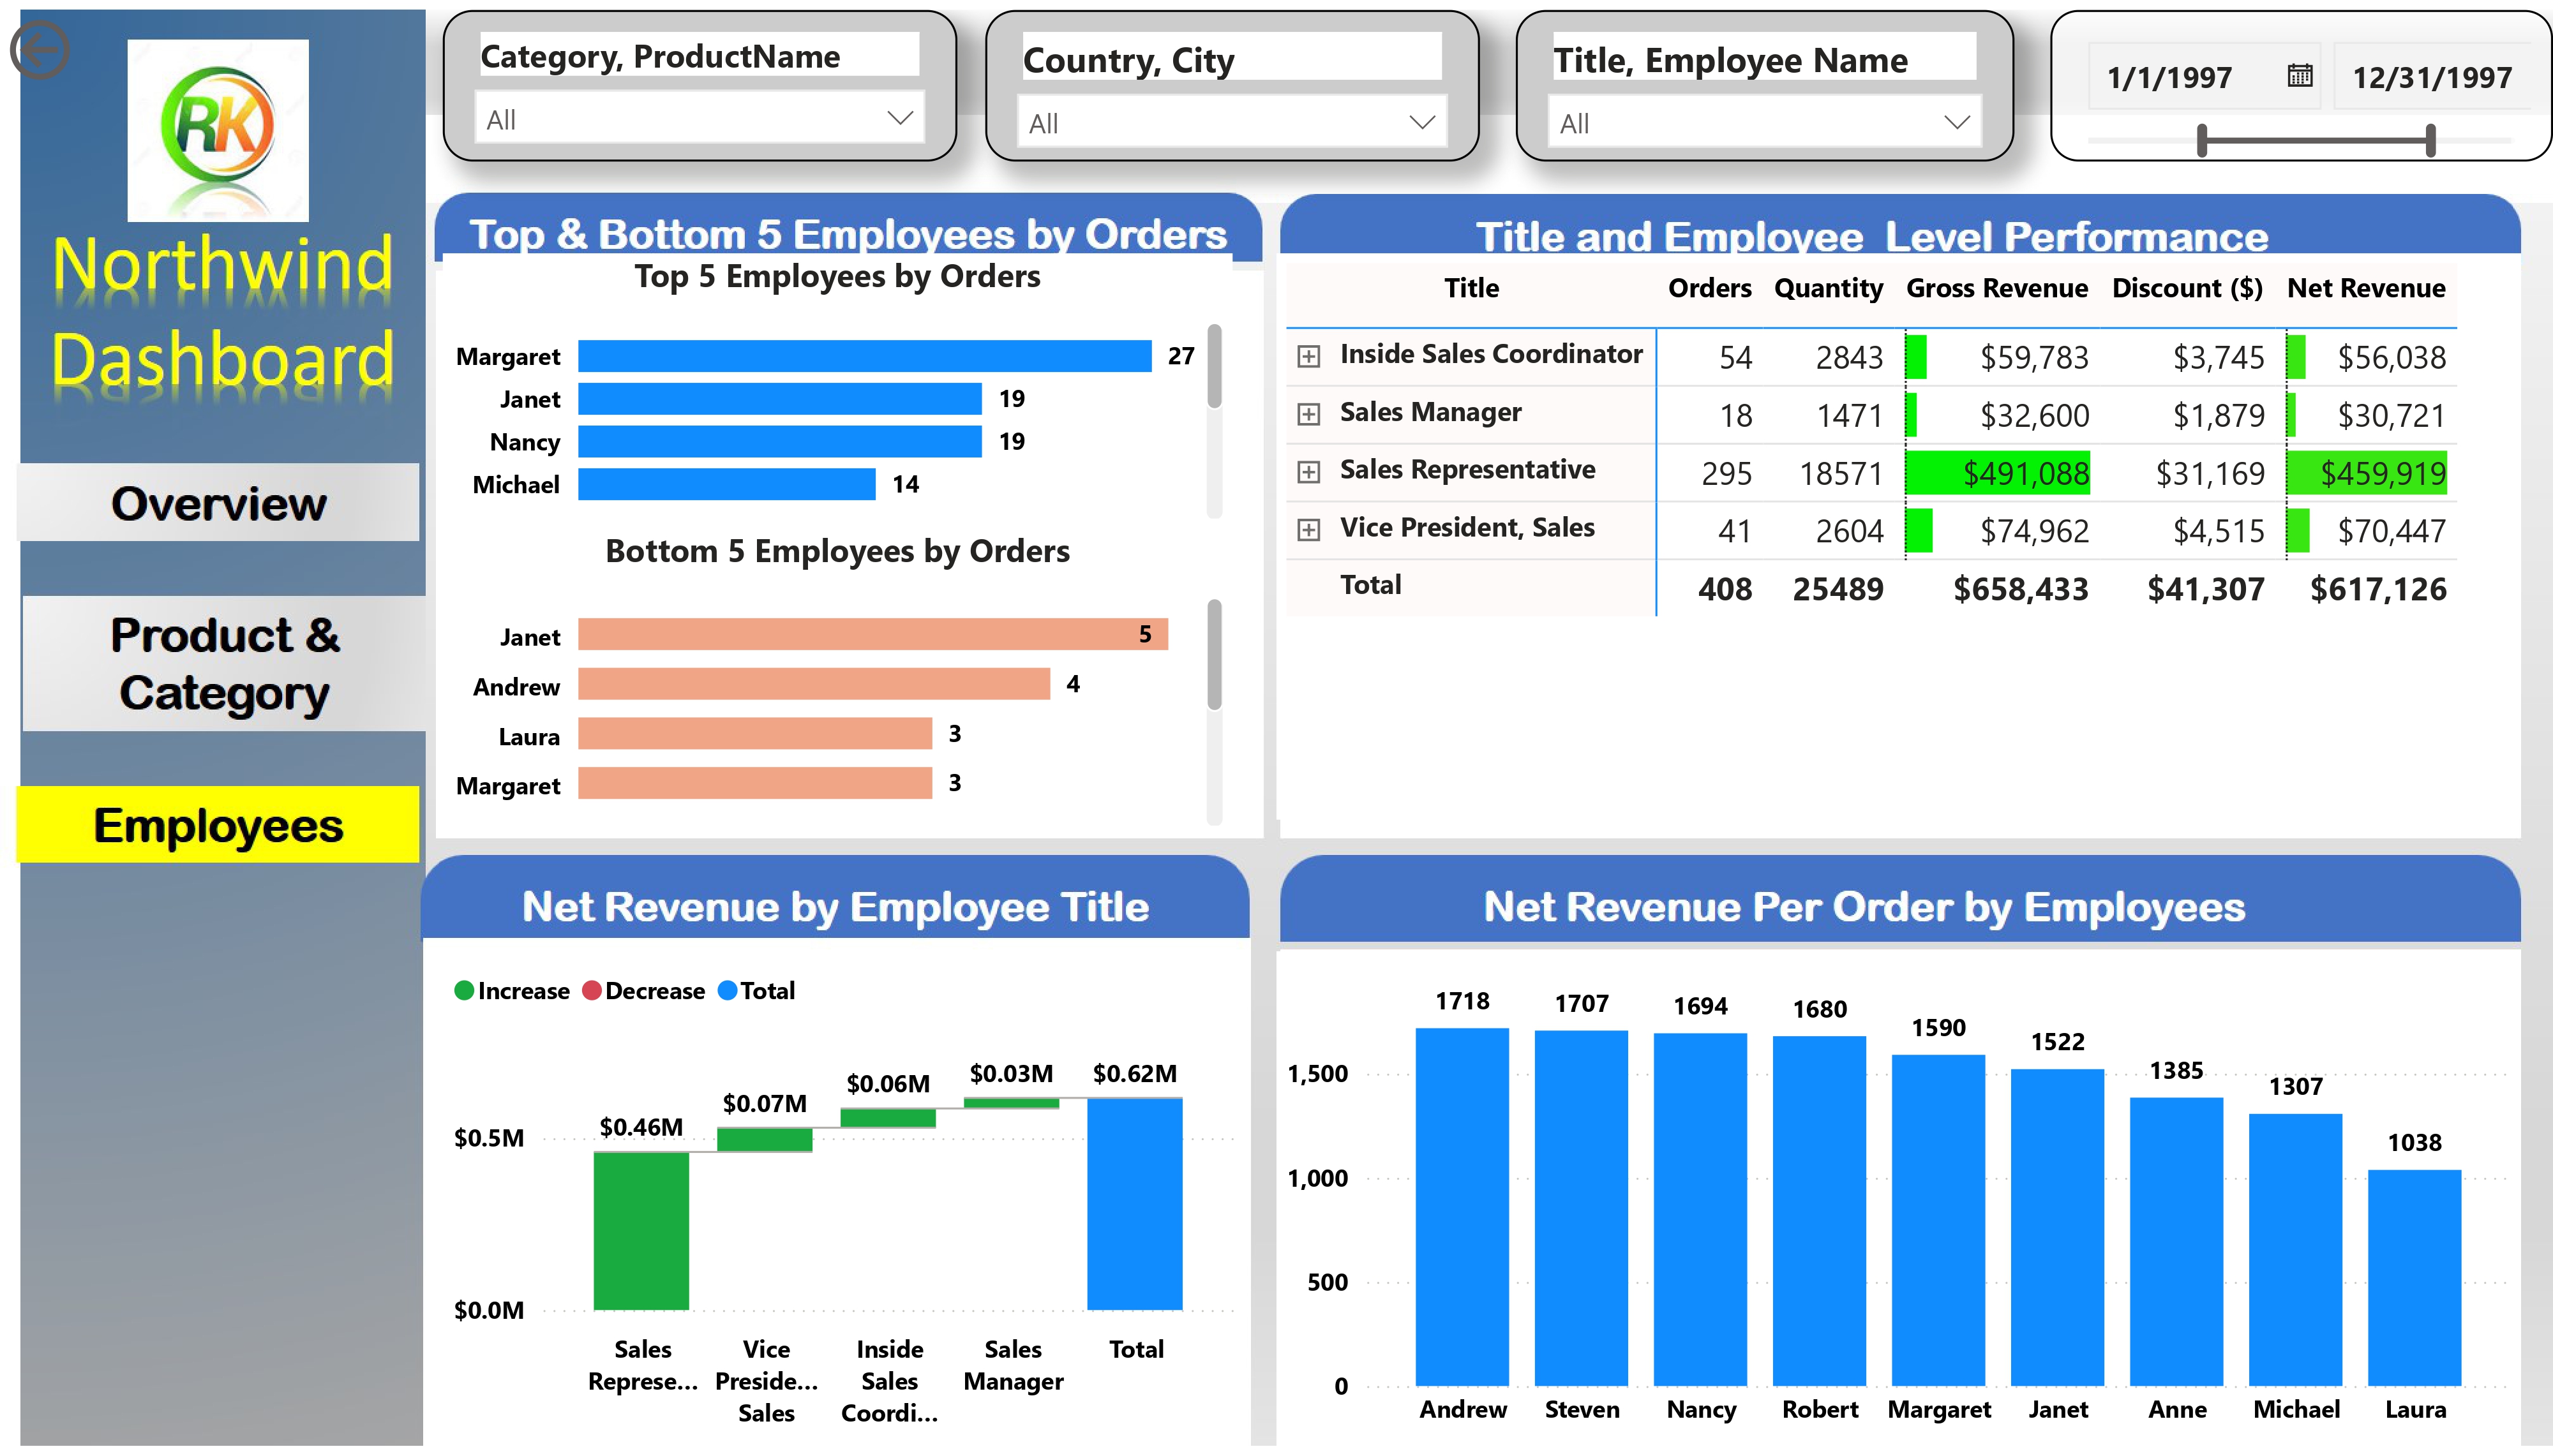 Category, ProductName
All
Country, City
All
Title, Employee Name
All
1/1/1997
12/31/1997
RK
Northwind
Dashboard
Overview
Product &
Category
Employees
Top & Bottom 5 Employees by Orders
Top 5 Employees by Orders
Margaret 27
Janet 19
Nancy 19
Michael 14
Bottom 5 Employees by Orders
Janet 5
Andrew 4
Laura 3
Margaret 3
Title and Employee Level Performance
Title Orders Quantity Gross Revenue Discount ($) Net Revenue
Inside Sales Coordinator 54 2843 $59,783 $3,745 $56,038
Sales Manager 18 1471 $32,600 $1,879 $30,721
Sales Representative 295 18571 $491,088 $31,169 $459,919
Vice President, Sales 41 2604 $74,962 $4,515 $70,447
Total 408 25489 $658,433 $41,307 $617,126
Net Revenue by Employee Title
Increase Decrease Total
$0.46M $0.07M $0.06M $0.03M $0.62M
$0.5M
$0.0M
Sales Represe...
Vice Preside... Sales
Inside Sales Coordi...
Sales Manager
Total
Net Revenue Per Order by Employees
1718 1707 1694 1680 1590 1522 1385 1307 1038
1,500
1,000
500
0
Andrew Steven Nancy Robert Margaret Janet Anne Michael Laura